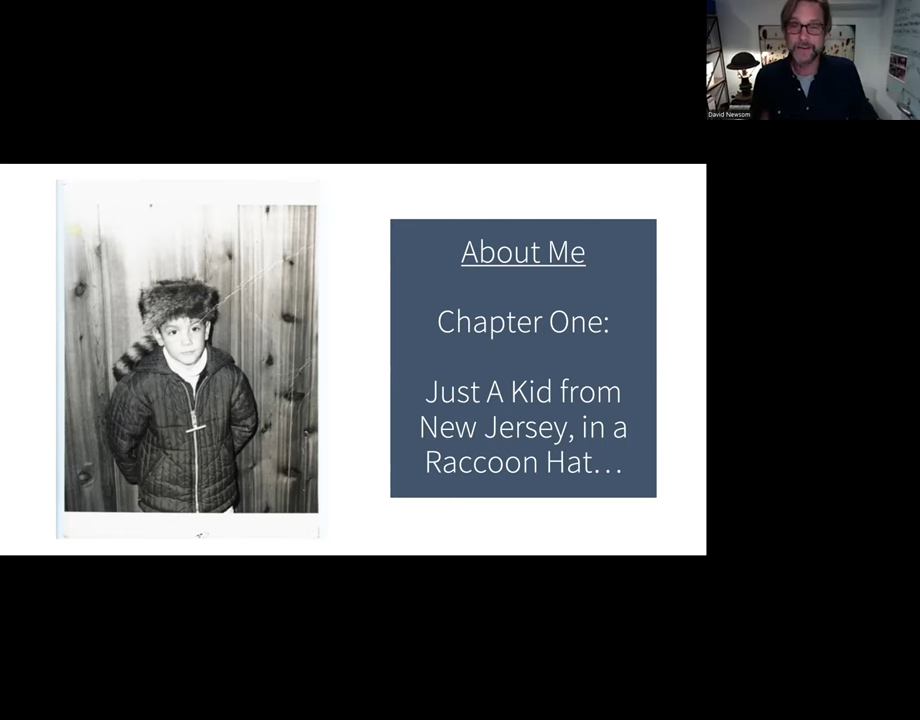 David Newsom
About Me
Chapter One:
Just A Kid from
New Jersey, in a
Raccoon Hat…